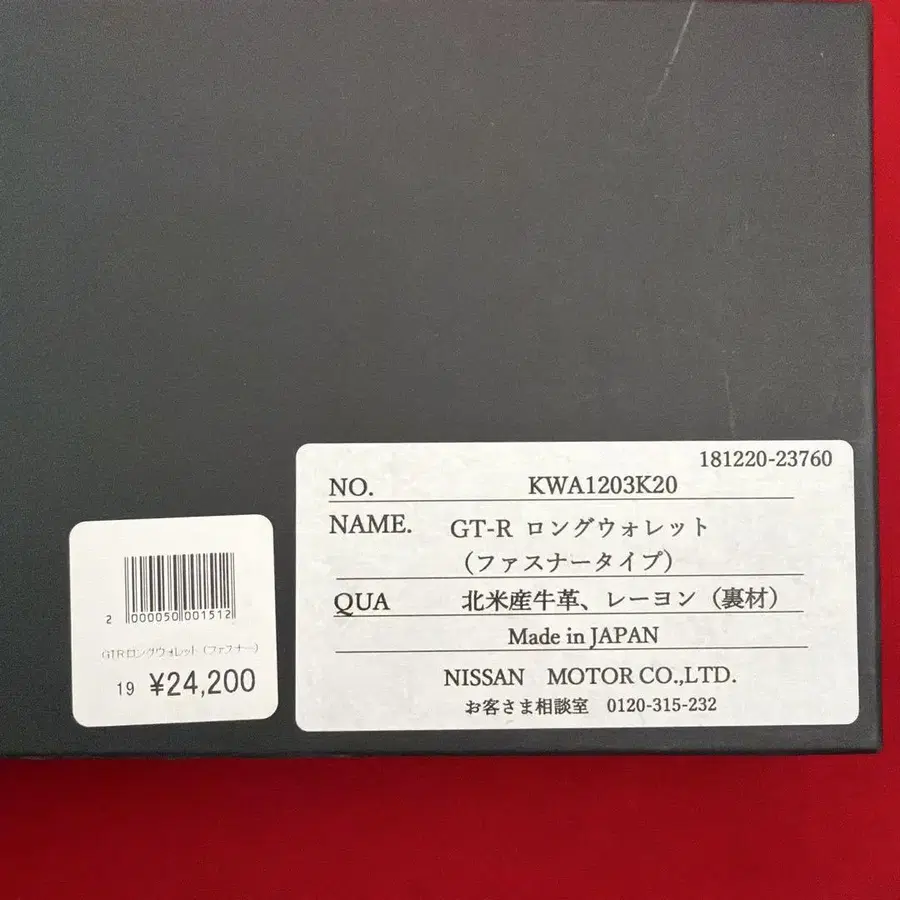 181220-23760
NO. KWA1203K20
NAME. GT-R ロングウォレット
（ファスナータイプ）
QUA 北米産牛革、レーヨン（裏材）
Made in JAPAN
NISSAN MOTOR CO.,LTD.
お客さま相談室 0120-315-232
2 000050 001512
GTRロングウォレット（ファスナー）
19 ¥24,200